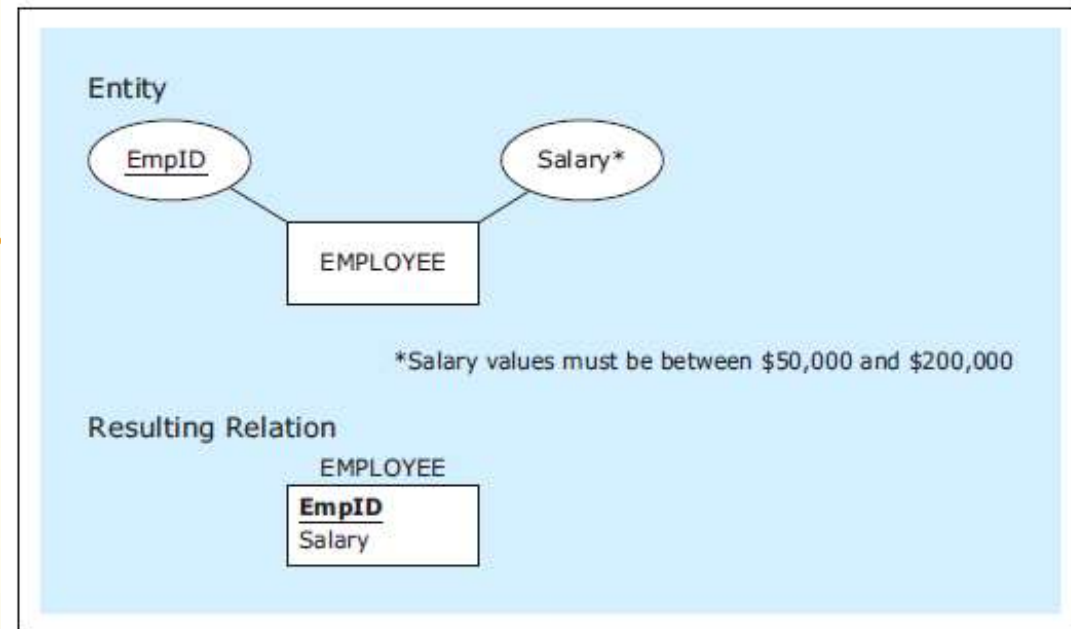 Entity
EmpID
Salary*
EMPLOYEE
*Salary values must be between $50,000 and $200,000
Resulting Relation
EMPLOYEE
EmpID
Salary